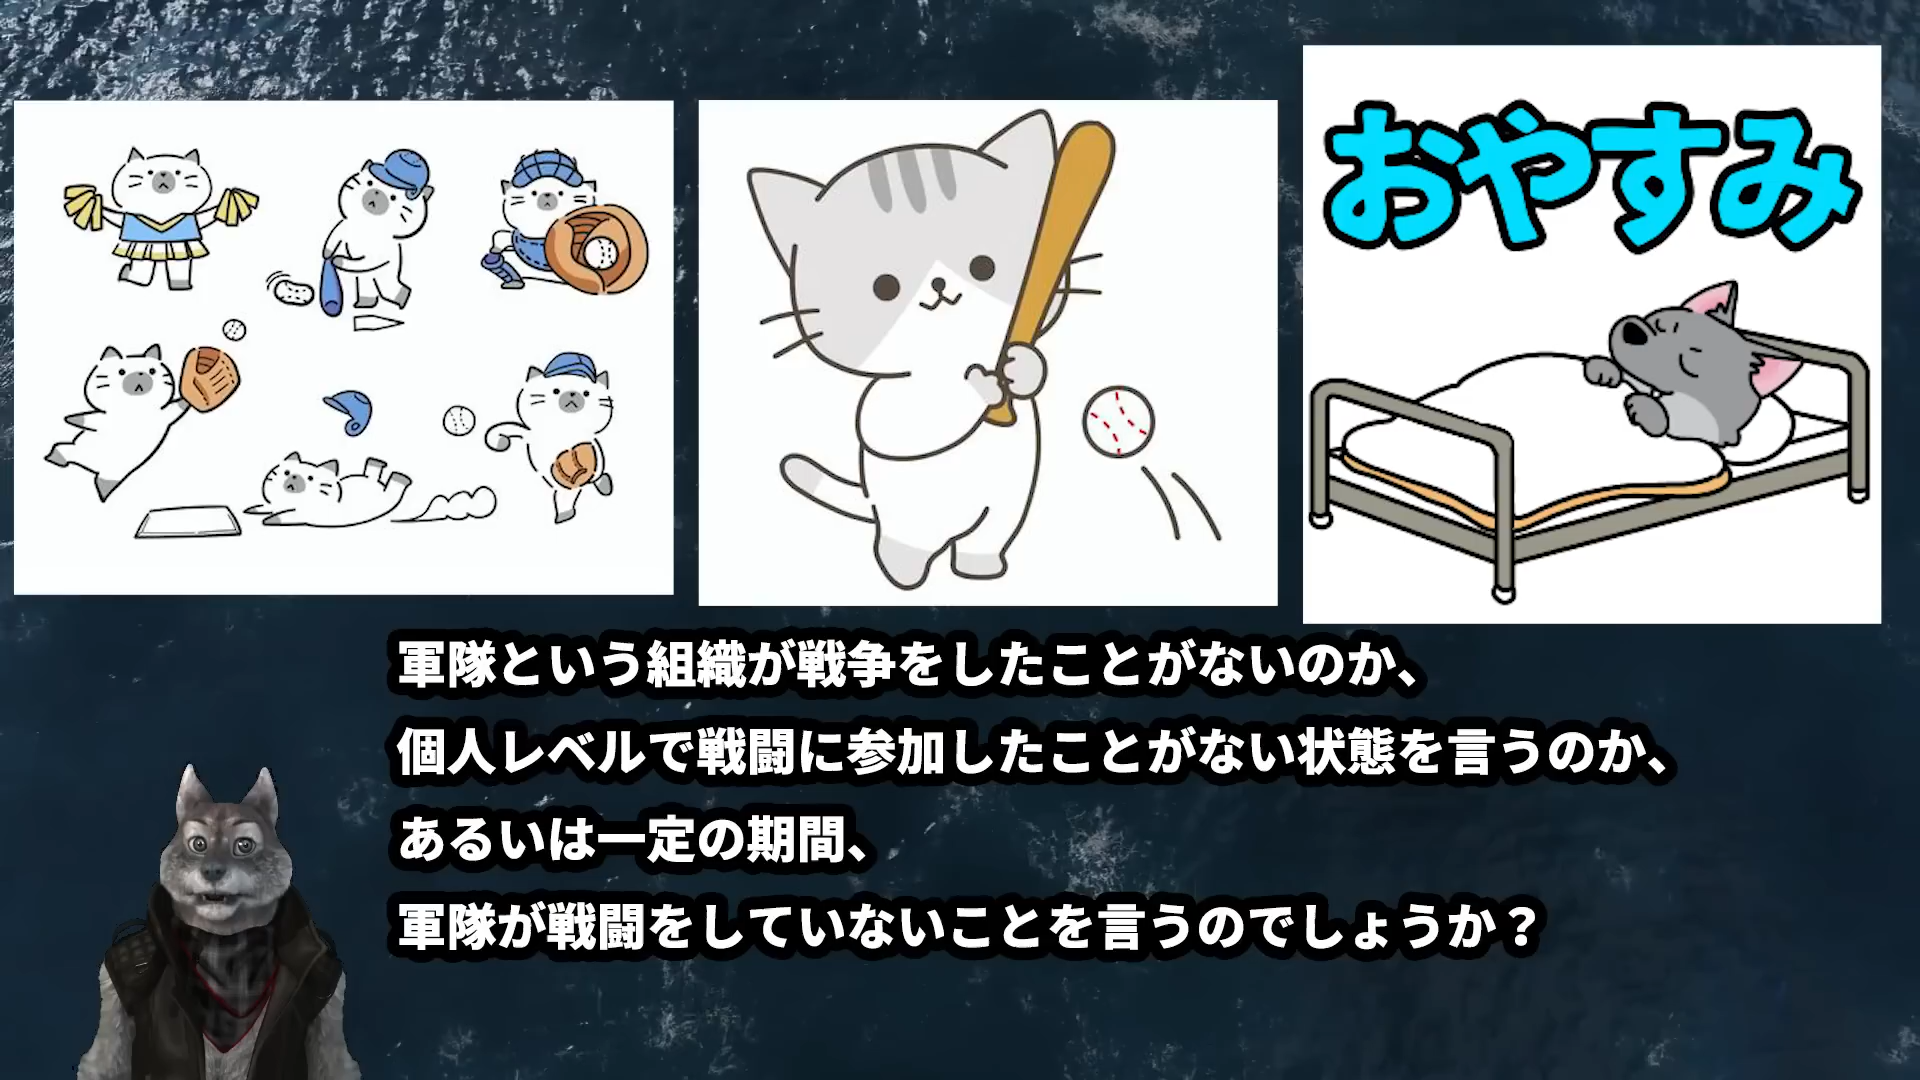 おやすみ
軍隊という組織が戦争をしたことがないのか、
個人レベルで戦闘に参加したことがない状態を言うのか、
あるいは一定の期間、
軍隊が戦闘をしていないことを言うのでしょうか？